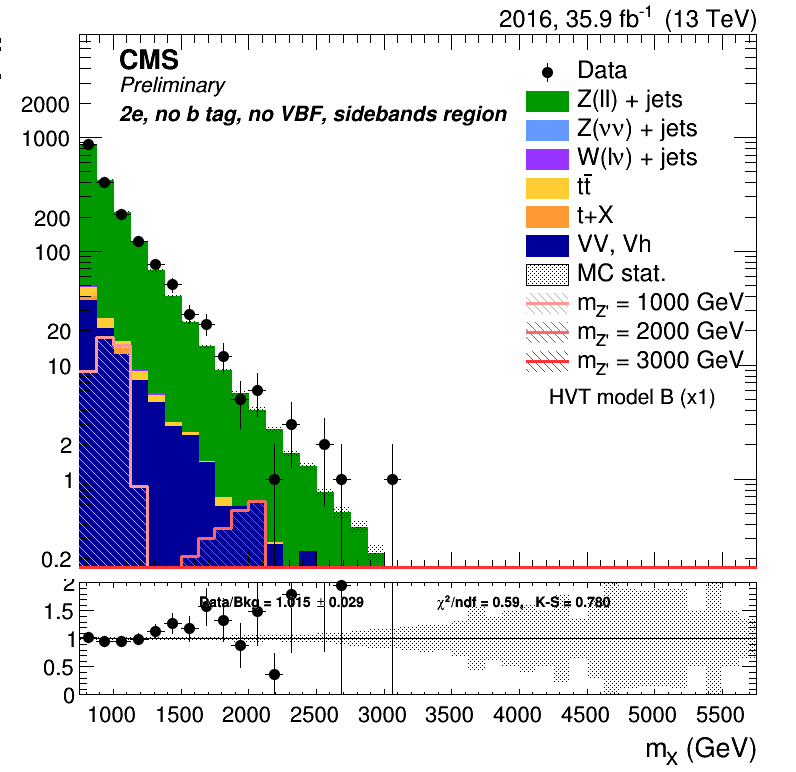 2016, 35.9 fb⁻¹ (13 TeV)
CMS
Preliminary
2e, no b tag, no VBF, sidebands region
Data
Z(ll) + jets
Z(νν) + jets
W(lν) + jets
tt̄
t+X
VV, Vh
MC stat.
m_Z' = 1000 GeV
m_Z' = 2000 GeV
m_Z' = 3000 GeV
HVT model B (x1)
2000
1000
200
100
20
10
2
1
0.2
Data/Bkg = 1.015 ± 0.029
χ²/ndf = 0.59, K-S = 0.780
2
1.5
1
0.5
0
1000 1500 2000 2500 3000 3500 4000 4500 5000 5500
m_X (GeV)